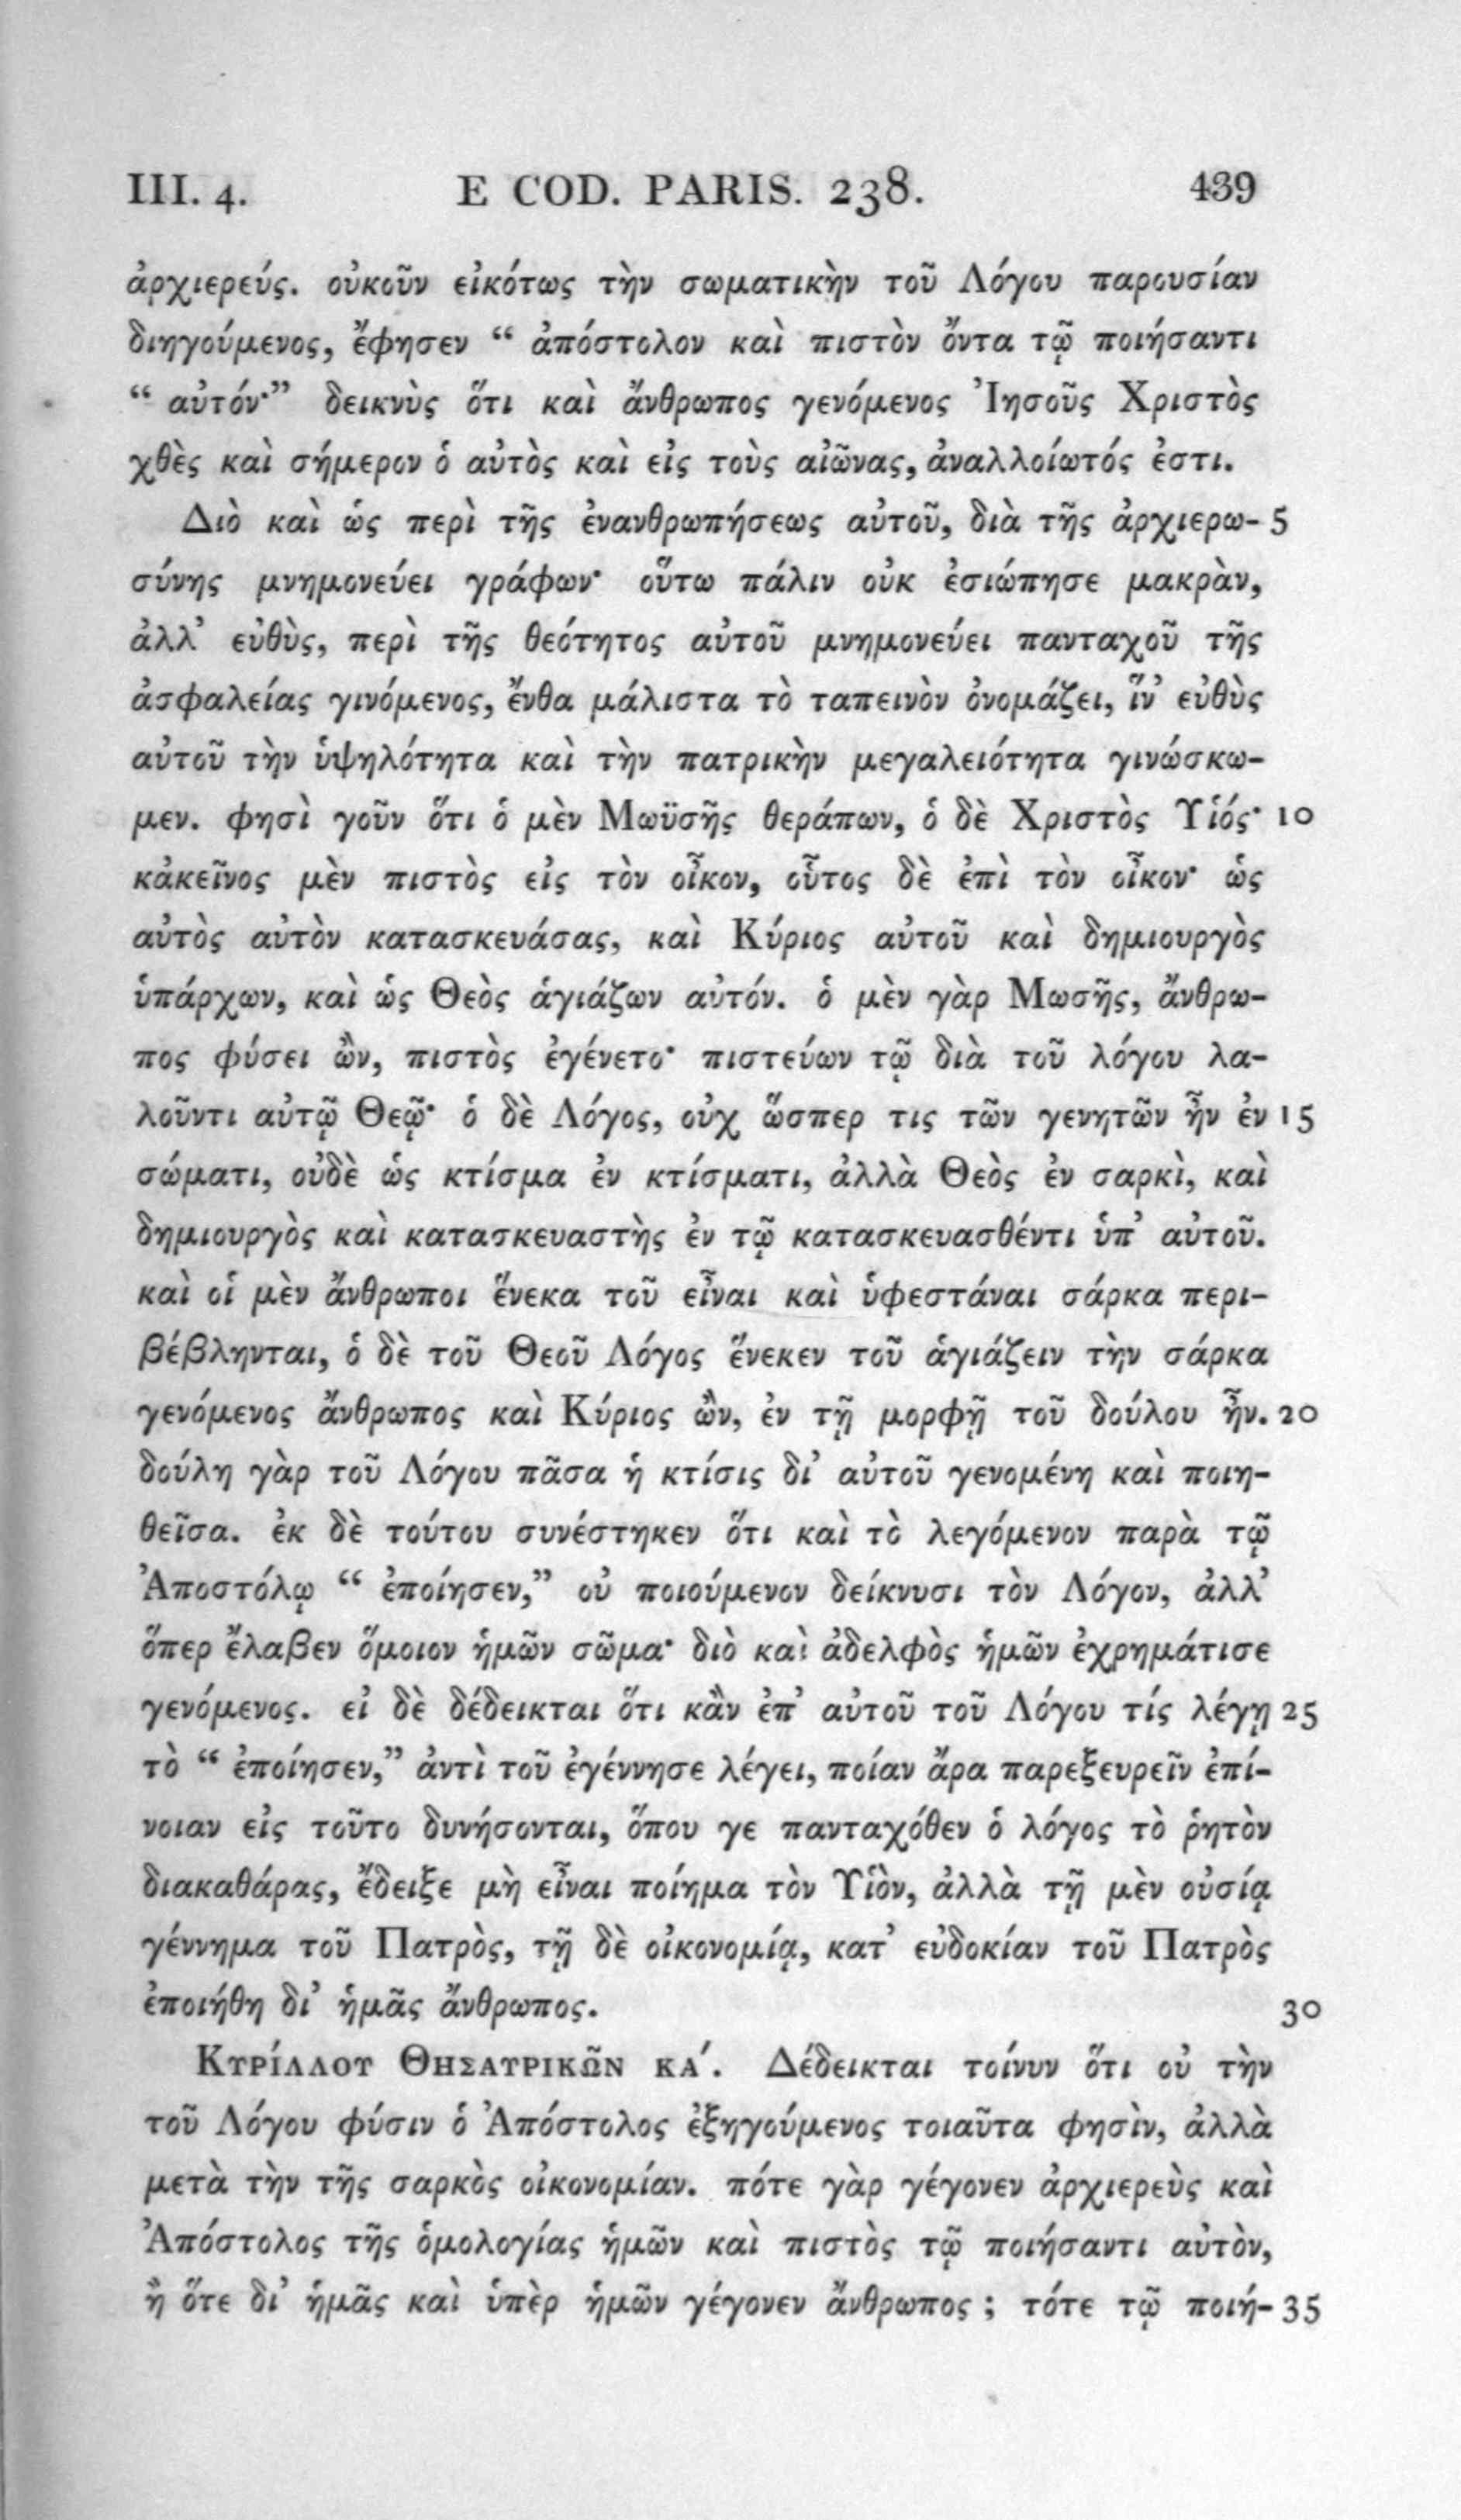 III. 4. E COD. PARIS. 238. 439
ἀρχιερεύς. οὐκοῦν εἰκότως τὴν σωματικὴν τοῦ Λόγου παρουσίαν
διηγούμενος, ἔφησεν “ ἀπόστολον καὶ πιστὸν ὄντα τῷ ποιήσαντι
“ αὐτόν·” δεικνὺς ὅτι καὶ ἄνθρωπος γενόμενος Ἰησοῦς Χριστὸς
χθὲς καὶ σήμερον ὁ αὐτὸς καὶ εἰς τοὺς αἰῶνας, ἀναλλοίωτός ἐστι.
Διὸ καὶ ὡς περὶ τῆς ἐνανθρωπήσεως αὐτοῦ, διὰ τῆς ἀρχιερω- 5
σύνης μνημονεύει γράφων· οὕτω πάλιν οὐκ ἐσιώπησε μακρὰν,
ἀλλ’ εὐθὺς, περὶ τῆς θεότητος αὐτοῦ μνημονεύει πανταχοῦ τῆς
ἀσφαλείας γινόμενος, ἔνθα μάλιστα τὸ ταπεινὸν ὀνομάζει, ἵν’ εὐθὺς
αὐτοῦ τὴν ὑψηλότητα καὶ τὴν πατρικὴν μεγαλειότητα γινώσκω-
μεν. φησὶ γοῦν ὅτι ὁ μὲν Μωϋσῆς θεράπων, ὁ δὲ Χριστὸς Υἱός· 10
κἀκεῖνος μὲν πιστὸς εἰς τὸν οἶκον, οὗτος δὲ ἐπὶ τὸν οἶκον· ὡς
αὐτὸς αὐτὸν κατασκευάσας, καὶ Κύριος αὐτοῦ καὶ δημιουργὸς
ὑπάρχων, καὶ ὡς Θεὸς ἁγιάζων αὐτόν. ὁ μὲν γὰρ Μωσῆς, ἄνθρω-
πος φύσει ὢν, πιστὸς ἐγένετο· πιστεύων τῷ διὰ τοῦ λόγου λα-
λοῦντι αὐτῷ Θεῷ· ὁ δὲ Λόγος, οὐχ ὥσπερ τις τῶν γενητῶν ἦν ἐν 15
σώματι, οὐδὲ ὡς κτίσμα ἐν κτίσματι, ἀλλὰ Θεὸς ἐν σαρκὶ, καὶ
δημιουργὸς καὶ κατασκευαστὴς ἐν τῷ κατασκευασθέντι ὑπ’ αὐτοῦ.
καὶ οἱ μὲν ἄνθρωποι ἕνεκα τοῦ εἶναι καὶ ὑφεστάναι σάρκα περι-
βέβληνται, ὁ δὲ τοῦ Θεοῦ Λόγος ἕνεκεν τοῦ ἁγιάζειν τὴν σάρκα
γενόμενος ἄνθρωπος καὶ Κύριος ὢν, ἐν τῇ μορφῇ τοῦ δούλου ἦν. 20
δούλη γὰρ τοῦ Λόγου πᾶσα ἡ κτίσις δι’ αὐτοῦ γενομένη καὶ ποιη-
θεῖσα. ἐκ δὲ τούτου συνέστηκεν ὅτι καὶ τὸ λεγόμενον παρὰ τῷ
Ἀποστόλῳ “ ἐποίησεν,” οὐ ποιούμενον δείκνυσι τὸν Λόγον, ἀλλ’
ὅπερ ἔλαβεν ὅμοιον ἡμῶν σῶμα· διὸ καὶ ἀδελφὸς ἡμῶν ἐχρημάτισε
γενόμενος. εἰ δὲ δέδεικται ὅτι κἂν ἐπ’ αὐτοῦ τοῦ Λόγου τίς λέγῃ 25
τὸ “ ἐποίησεν,” ἀντὶ τοῦ ἐγέννησε λέγει, ποίαν ἄρα παρεξευρεῖν ἐπί-
νοιαν εἰς τοῦτο δυνήσονται, ὅπου γε πανταχόθεν ὁ λόγος τὸ ῥητὸν
διακαθάρας, ἔδειξε μὴ εἶναι ποίημα τὸν Υἱὸν, ἀλλὰ τῇ μὲν οὐσίᾳ
γέννημα τοῦ Πατρὸς, τῇ δὲ οἰκονομίᾳ, κατ’ εὐδοκίαν τοῦ Πατρὸς
ἐποιήθη δι’ ἡμᾶς ἄνθρωπος. 30
Κυρίλλου Θησαυρικῶν κα΄. Δέδεικται τοίνυν ὅτι οὐ τὴν
τοῦ Λόγου φύσιν ὁ Ἀπόστολος ἐξηγούμενος τοιαῦτα φησὶν, ἀλλὰ
μετὰ τὴν τῆς σαρκὸς οἰκονομίαν. πότε γὰρ γέγονεν ἀρχιερεὺς καὶ
Ἀπόστολος τῆς ὁμολογίας ἡμῶν καὶ πιστὸς τῷ ποιήσαντι αὐτὸν,
ἢ ὅτε δι’ ἡμᾶς καὶ ὑπὲρ ἡμῶν γέγονεν ἄνθρωπος ; τότε τῷ ποιή- 35